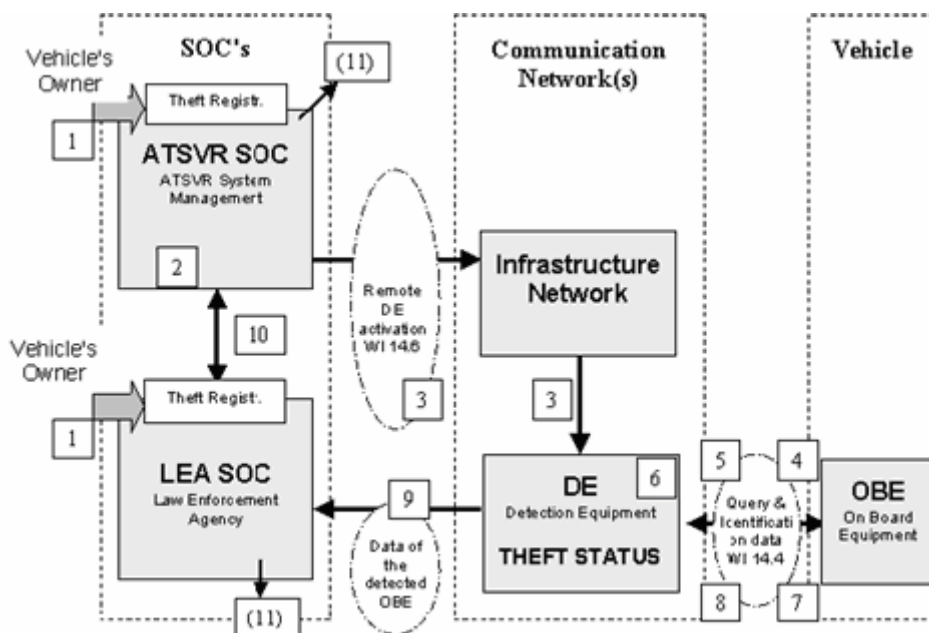 SOC's
Communication
Network(s)
Vehicle
Vehicle's
Owner
1
Theft Registr.
(11)
ATSVR SOC
ATSVR System
Management
2
10
Remote
DE
activation
WI 14.6
3
Infrastructure
Network
3
Vehicle's
Owner
1
Theft Registr.
LEA SOC
Law Enforcement
Agency
(11)
9
Data of
the
detected
OBE
DE
6
Detection Equipment
THEFT STATUS
5
4
Query &
Identificati
on data
WI 14.4
8
7
OBE
On Board
Equipment